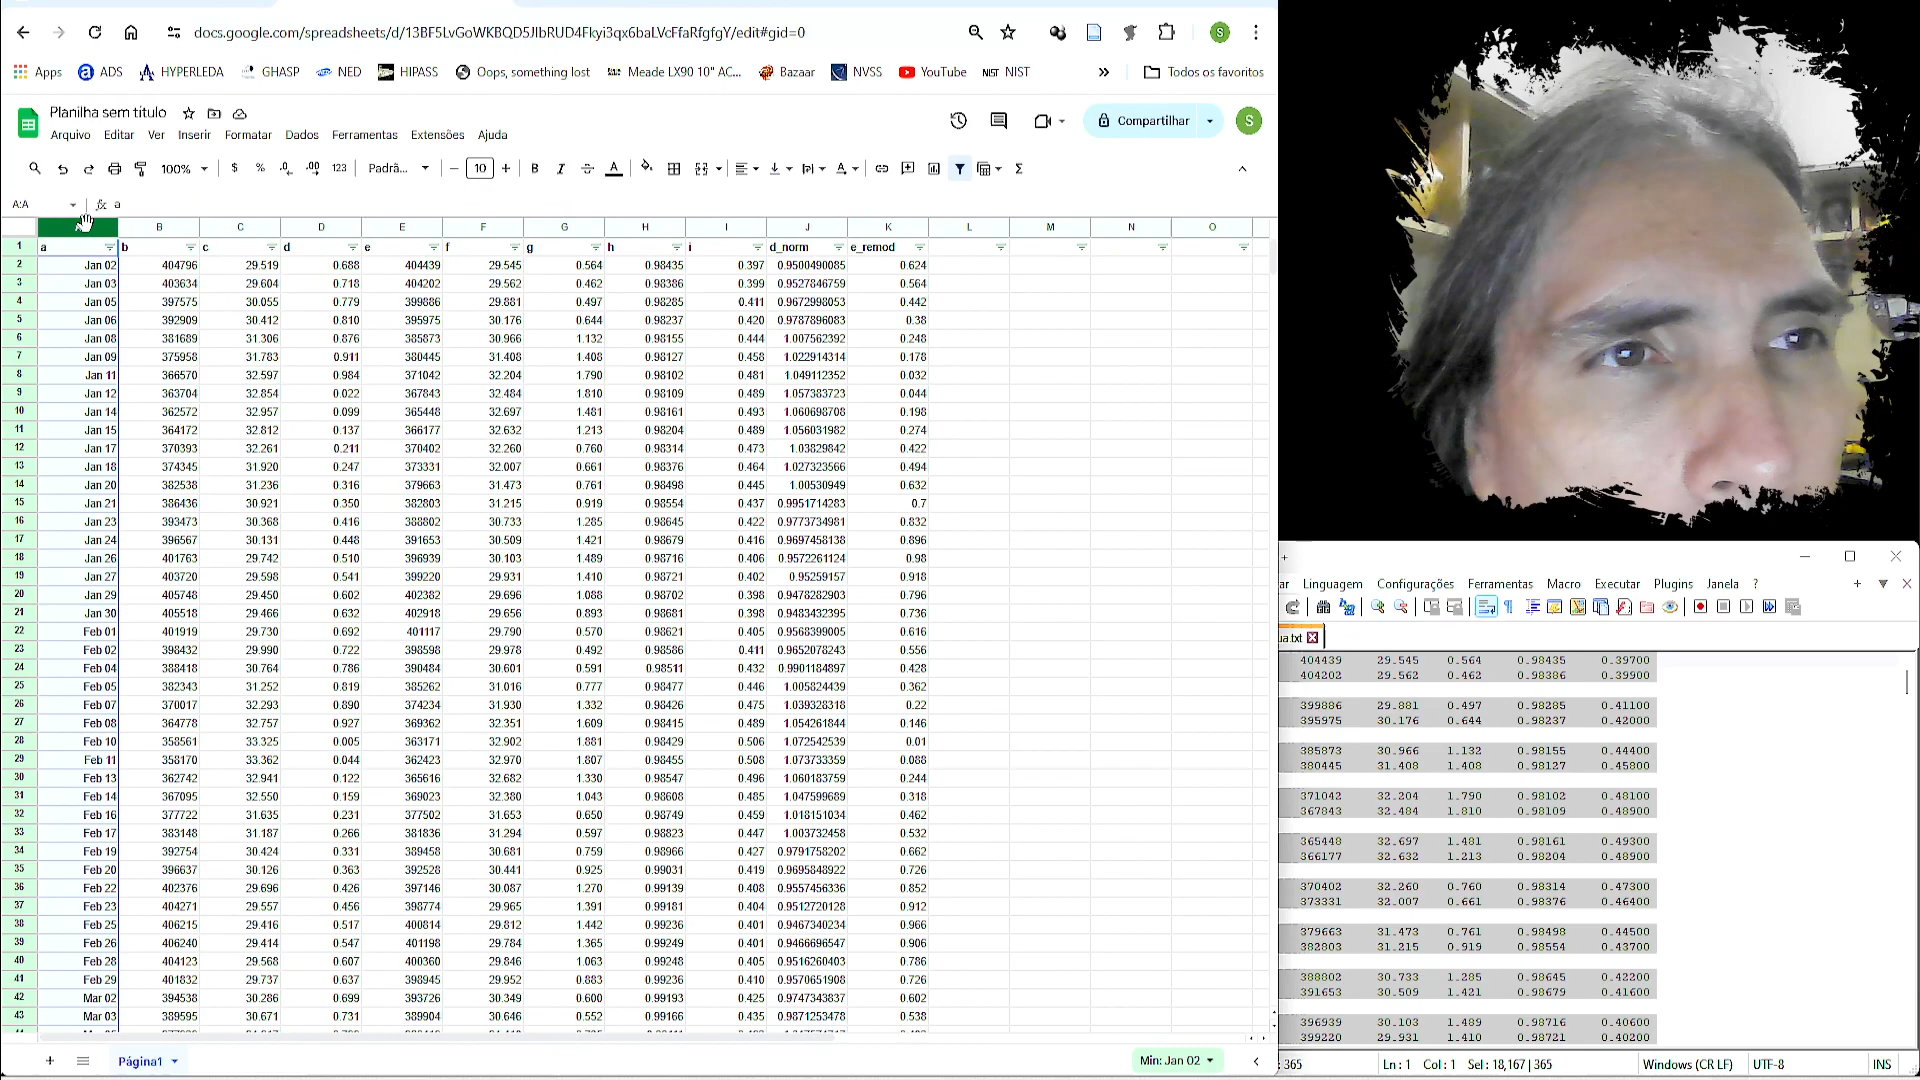 docs.google.com/spreadsheets/d/13BF5LvGoWKBQD5JlbRUD4Fkyi3qx6baLVcFfaRfgfgY/edit#gid=0
S
Apps ADS HYPERLEDA GHASP NED HIPASS Oops, something lost Meade LX90 10" AC... Bazaar NVSS YouTube NIST NIST » Todos os favoritos
Planilha sem título
Compartilhar S
Arquivo Editar Ver Inserir Formatar Dados Ferramentas Extensões Ajuda
100% $ % .0 .00 123 Padrã... − 10 + B I A Σ
A:A fx a
B C D E F G H I J K L M N O
1 a b c d e f g h i d_norm e_remod
2 Jan 02 404796 29.519 0.688 404439 29.545 0.564 0.98435 0.397 0.9500490085 0.624
3 Jan 03 403634 29.604 0.718 404202 29.562 0.462 0.98386 0.399 0.9527846759 0.564
4 Jan 05 397575 30.055 0.779 399886 29.881 0.497 0.98285 0.411 0.9672998053 0.442
5 Jan 06 392909 30.412 0.810 395975 30.176 0.644 0.98237 0.420 0.9787896083 0.38
6 Jan 08 381689 31.306 0.876 385873 30.966 1.132 0.98155 0.444 1.007562392 0.248
7 Jan 09 375958 31.783 0.911 380445 31.408 1.408 0.98127 0.458 1.022914314 0.178
8 Jan 11 366570 32.597 0.984 371042 32.204 1.790 0.98102 0.481 1.049112352 0.032
9 Jan 12 363704 32.854 0.022 367843 32.484 1.810 0.98109 0.489 1.057383723 0.044
10 Jan 14 362572 32.957 0.099 365448 32.697 1.481 0.98161 0.493 1.060698708 0.198
11 Jan 15 364172 32.812 0.137 366177 32.632 1.213 0.98204 0.489 1.056031982 0.274
12 Jan 17 370393 32.261 0.211 370402 32.260 0.760 0.98314 0.473 1.03829842 0.422
13 Jan 18 374345 31.920 0.247 373331 32.007 0.661 0.98376 0.464 1.027323566 0.494
14 Jan 20 382538 31.236 0.316 379663 31.473 0.761 0.98498 0.445 1.00530949 0.632
15 Jan 21 386436 30.921 0.350 382803 31.215 0.919 0.98554 0.437 0.9951714283 0.7
16 Jan 23 393473 30.368 0.416 388802 30.733 1.285 0.98645 0.422 0.9773734981 0.832
17 Jan 24 396567 30.131 0.448 391653 30.509 1.421 0.98679 0.416 0.9697458138 0.896
18 Jan 26 401763 29.742 0.510 396939 30.103 1.489 0.98716 0.406 0.9572261124 0.98
19 Jan 27 403720 29.598 0.541 399220 29.931 1.410 0.98721 0.402 0.95259157 0.918
20 Jan 29 405748 29.450 0.602 402382 29.696 1.088 0.98702 0.398 0.9478282903 0.796
21 Jan 30 405518 29.466 0.632 402918 29.656 0.893 0.98681 0.398 0.9483432395 0.736
22 Feb 01 401919 29.730 0.692 401117 29.790 0.570 0.98621 0.405 0.9568399005 0.616
23 Feb 02 398432 29.990 0.722 398598 29.978 0.492 0.98586 0.411 0.9652078243 0.556
24 Feb 04 388418 30.764 0.786 390484 30.601 0.591 0.98511 0.432 0.9901184897 0.428
25 Feb 05 382343 31.252 0.819 385262 31.016 0.777 0.98477 0.446 1.005824439 0.362
26 Feb 07 370017 32.293 0.890 374234 31.930 1.332 0.98426 0.475 1.039328318 0.22
27 Feb 08 364778 32.757 0.927 369362 32.351 1.609 0.98415 0.489 1.054261844 0.146
28 Feb 10 358561 33.325 0.005 363171 32.902 1.881 0.98429 0.506 1.072542539 0.01
29 Feb 11 358170 33.362 0.044 362423 32.970 1.807 0.98455 0.508 1.073733359 0.088
30 Feb 13 362742 32.941 0.122 365616 32.682 1.330 0.98547 0.496 1.060183759 0.244
31 Feb 14 367095 32.550 0.159 369023 32.380 1.043 0.98608 0.485 1.047599689 0.318
32 Feb 16 377722 31.635 0.231 377502 31.653 0.650 0.98749 0.459 1.018151034 0.462
33 Feb 17 383148 31.187 0.266 381836 31.294 0.597 0.98823 0.447 1.003732458 0.532
34 Feb 19 392754 30.424 0.331 389458 30.681 0.759 0.98966 0.427 0.9791758202 0.662
35 Feb 20 396637 30.126 0.363 392528 30.441 0.925 0.99031 0.419 0.9695848922 0.726
36 Feb 22 402376 29.696 0.426 397146 30.087 1.270 0.99139 0.408 0.9557456336 0.852
37 Feb 23 404271 29.557 0.456 398774 29.965 1.391 0.99181 0.404 0.9512720128 0.912
38 Feb 25 406215 29.416 0.517 400814 29.812 1.442 0.99236 0.401 0.9467340234 0.966
39 Feb 26 406240 29.414 0.547 401198 29.784 1.365 0.99249 0.401 0.9466696547 0.906
40 Feb 28 404123 29.568 0.607 400360 29.846 1.063 0.99248 0.405 0.9516260403 0.786
41 Feb 29 401832 29.737 0.637 398945 29.952 0.883 0.99236 0.410 0.9570651908 0.726
42 Mar 02 394538 30.286 0.699 393726 30.349 0.600 0.99193 0.425 0.9747343837 0.602
43 Mar 03 389595 30.671 0.731 389904 30.646 0.552 0.99166 0.435 0.9871253478 0.538
Página1
Min: Jan 02
ar Linguagem Configurações Ferramentas Macro Executar Plugins Janela ?
ua.txt
404439 29.545 0.564 0.98435 0.39700
404202 29.562 0.462 0.98386 0.39900
399886 29.881 0.497 0.98285 0.41100
395975 30.176 0.644 0.98237 0.42000
385873 30.966 1.132 0.98155 0.44400
380445 31.408 1.408 0.98127 0.45800
371042 32.204 1.790 0.98102 0.48100
367843 32.484 1.810 0.98109 0.48900
365448 32.697 1.481 0.98161 0.49300
366177 32.632 1.213 0.98204 0.48900
370402 32.260 0.760 0.98314 0.47300
373331 32.007 0.661 0.98376 0.46400
379663 31.473 0.761 0.98498 0.44500
382803 31.215 0.919 0.98554 0.43700
388802 30.733 1.285 0.98645 0.42200
391653 30.509 1.421 0.98679 0.41600
396939 30.103 1.489 0.98716 0.40600
399220 29.931 1.410 0.98721 0.40200
: 365 Ln : 1 Col : 1 Sel : 18,167 | 365 Windows (CR LF) UTF-8 INS